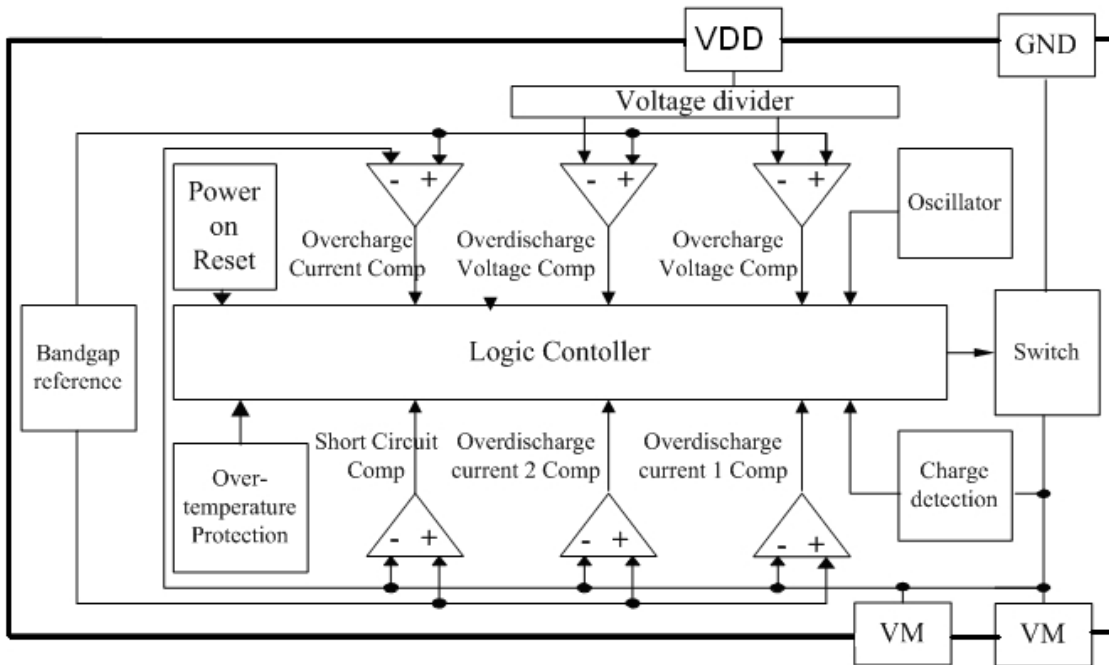 VDD
GND
Voltage divider
- +
- +
- +
Power
on
Reset
Oscillator
Overcharge
Current Comp
Overdischarge
Voltage Comp
Overcharge
Voltage Comp
Bandgap
reference
Logic Contoller
Switch
Short Circuit
Comp
Overdischarge
current 2 Comp
Overdischarge
current 1 Comp
Over-
temperature
Protection
Charge
detection
- +
- +
- +
VM
VM